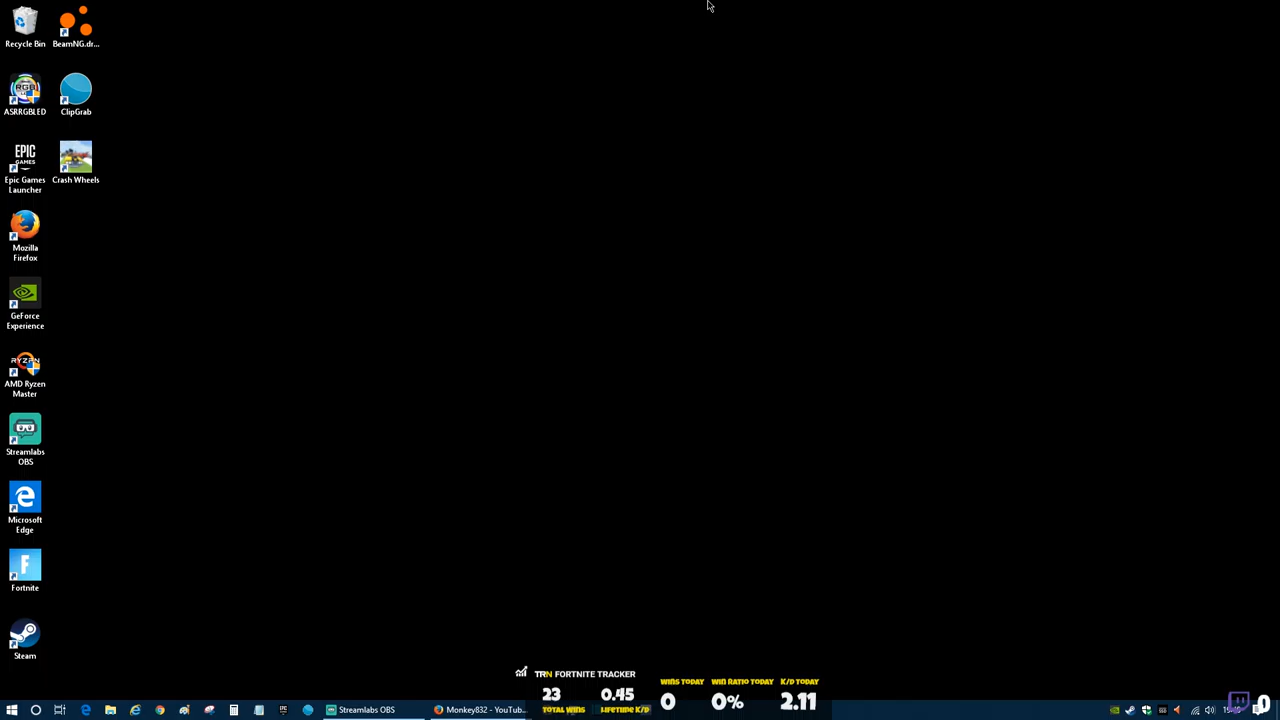 Recycle Bin
BeamNG.dr...
RGB
ASRRGBLED
ClipGrab
EPIC
GAMES
Epic Games
Launcher
Crash Wheels
Mozilla
Firefox
GeForce
Experience
RYZEN
AMD Ryzen
Master
Streamlabs
OBS
Microsoft
Edge
Fortnite
Steam
TRN FORTNITE TRACKER
23
TOTAL WINS
0.45
LIFETIME K/D
WINS TODAY
0
WIN RATIO TODAY
0%
K/D TODAY
2.11
Streamlabs OBS
Monkey832 - YouTub...
0